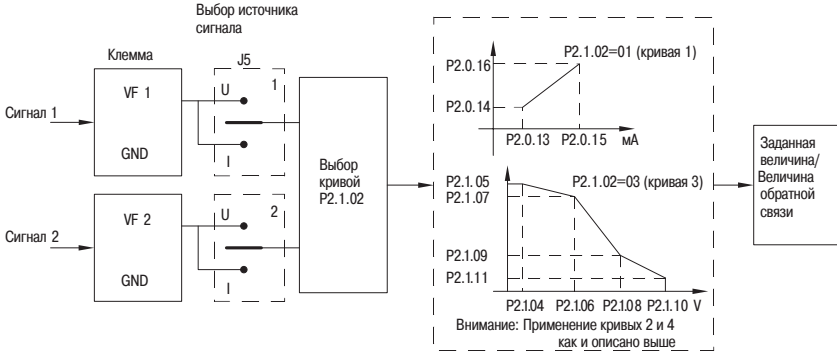 Выбор источника
сигнала
Клемма
J5
Сигнал 1
VF 1
GND
U
1
I
Сигнал 2
VF 2
GND
U
2
I
Выбор
кривой
P2.1.02
P2.1.02=01 (кривая 1)
P2.0.16
P2.0.14
P2.0.13 P2.0.15 мА
P2.1.02=03 (кривая 3)
P2.1.05
P2.1.07
P2.1.09
P2.1.11
P2.1.04 P2.1.06 P2.1.08 P2.1.10 V
Внимание: Применение кривых 2 и 4
как и описано выше
Заданная
величина/
Величина
обратной
связи